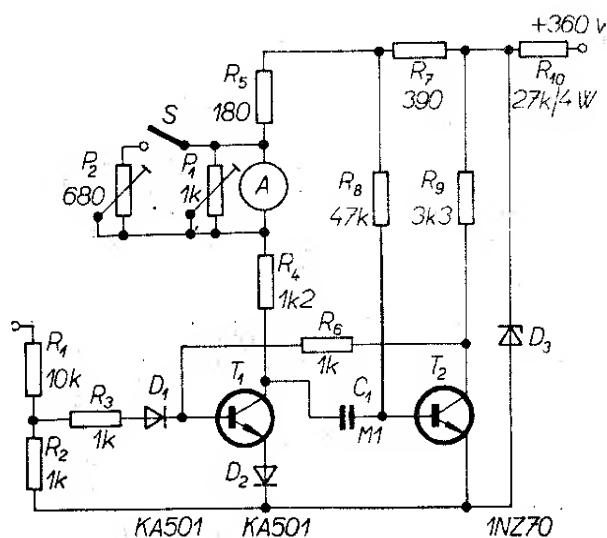 +360 V
R5
180
R7
390
R10
27k/4W
S
P2
680
P1
1k
A
R8
47k
R9
3k3
R4
1k2
R1
10k
R3
1k
D1
R6
1k
T1
C1
M1
T2
D3
R2
1k
D2
KA501
KA501
1NZ70